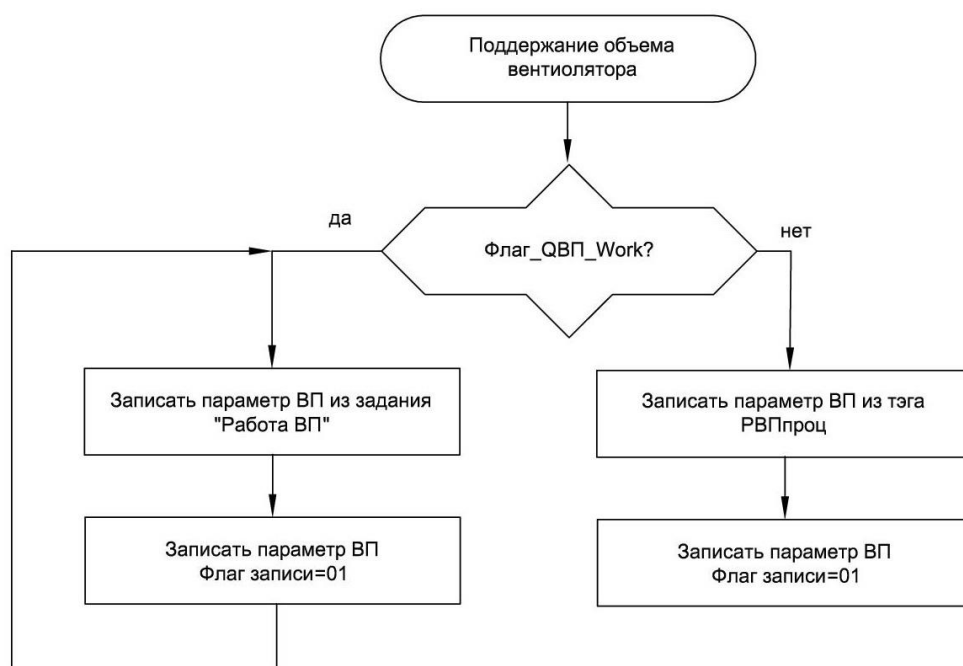 Поддержание объема
вентиолятора
да
нет
Флаг_QВП_Work?
Записать параметр ВП из задания
"Работа ВП"
Записать параметр ВП из тэга
РВПпроц
Записать параметр ВП
Флаг записи=01
Записать параметр ВП
Флаг записи=01